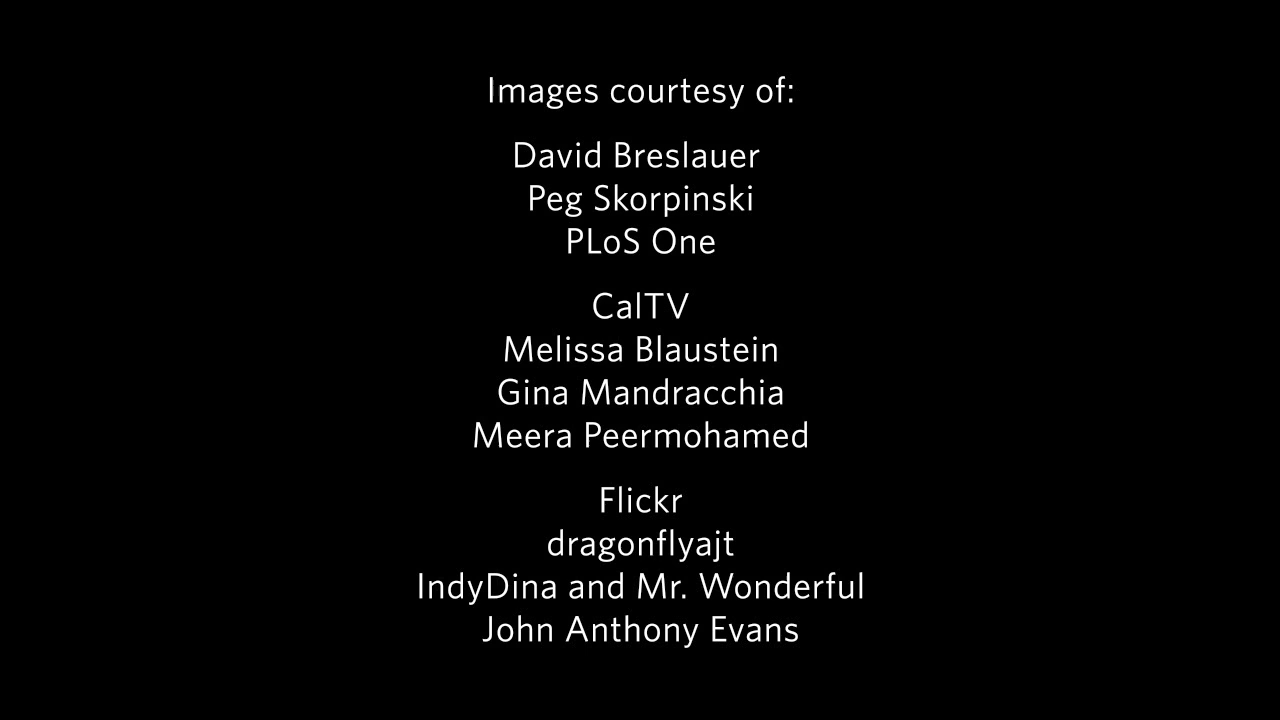 Images courtesy of:
David Breslauer
Peg Skorpinski
PLoS One
CalTV
Melissa Blaustein
Gina Mandracchia
Meera Peermohamed
Flickr
dragonflyajt
IndyDina and Mr. Wonderful
John Anthony Evans